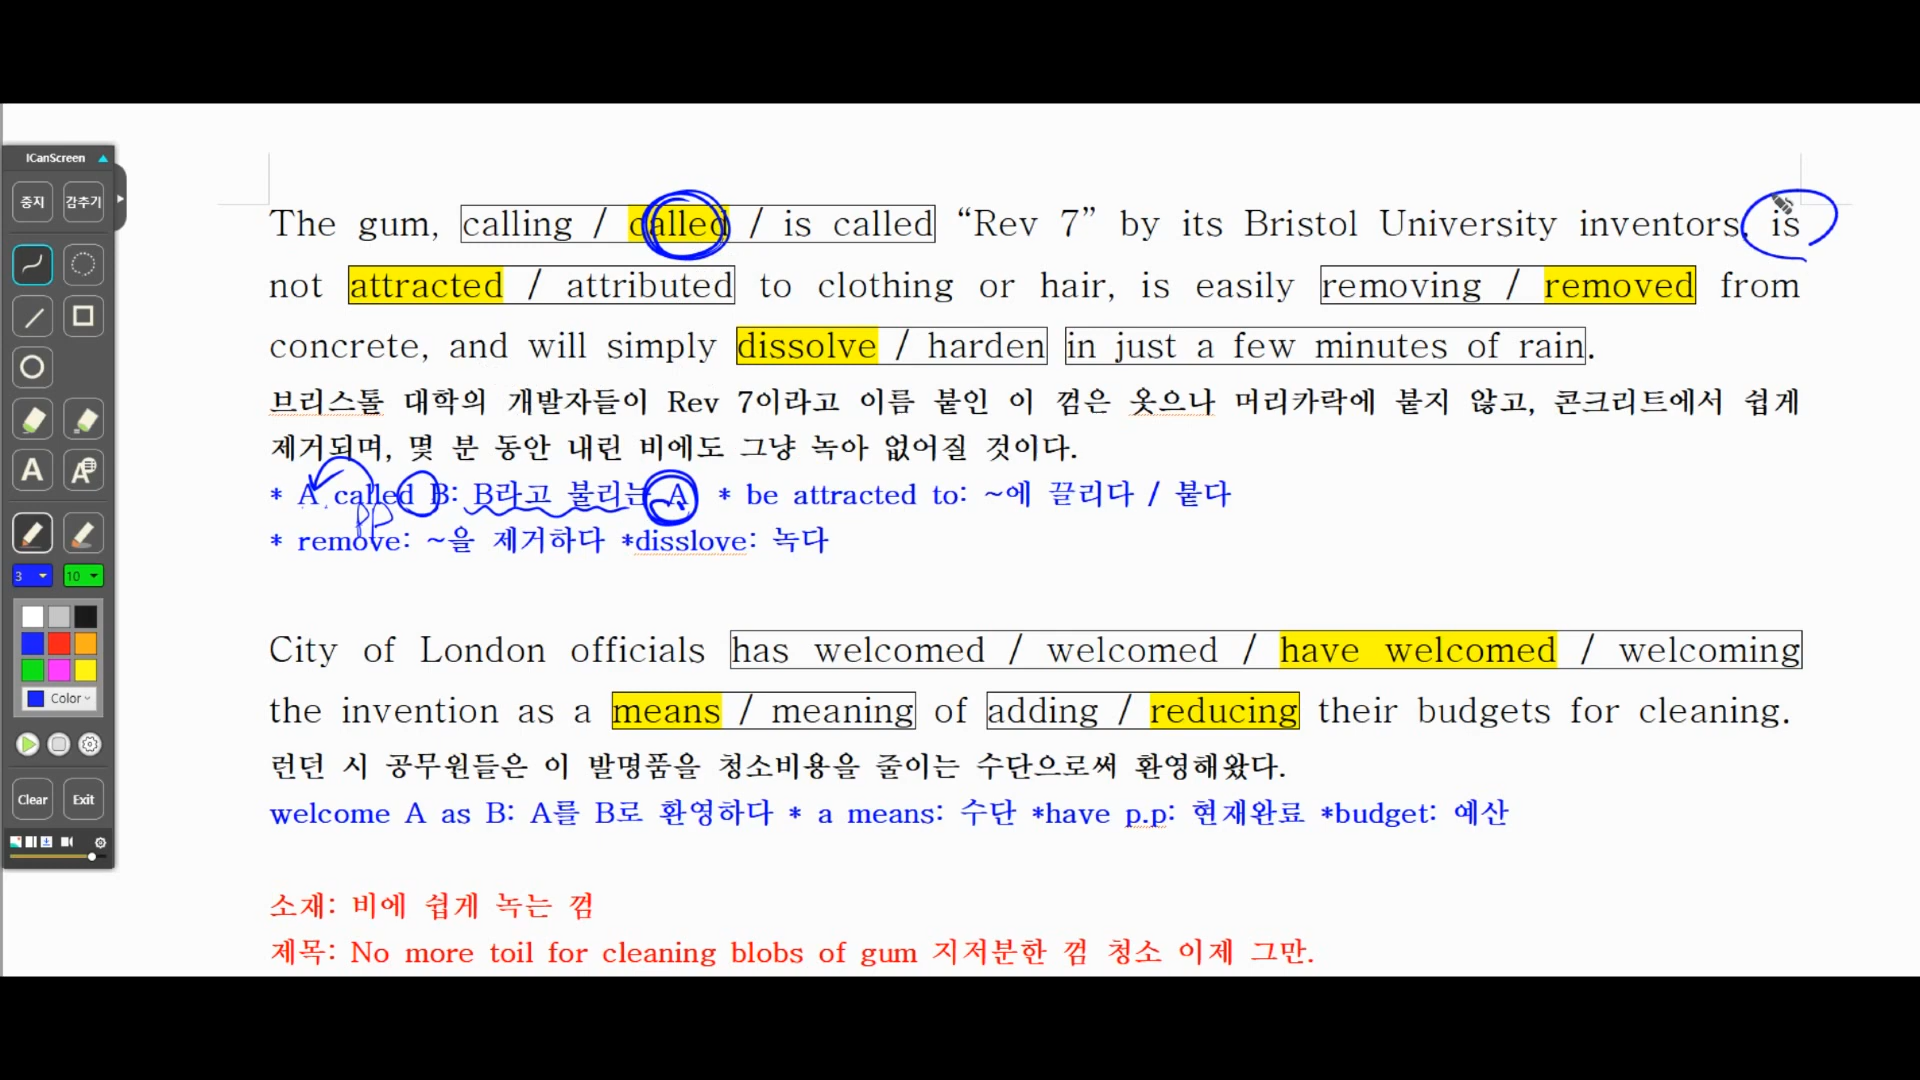 ICanScreen
중지 감추기
3 10
Color
Clear Exit
The gum, calling / called / is called “Rev 7” by its Bristol University inventors, is
not attracted / attributed to clothing or hair, is easily removing / removed from
concrete, and will simply dissolve / harden in just a few minutes of rain.
브리스톨 대학의 개발자들이 Rev 7이라고 이름 붙인 이 껌은 옷으나 머리카락에 붙지 않고, 콘크리트에서 쉽게
제거되며, 몇 분 동안 내린 비에도 그냥 녹아 없어질 것이다.
* A called B: B라고 불리는 A * be attracted to: ~에 끌리다 / 붙다
PP
* remove: ~을 제거하다 *disslove: 녹다
City of London officials has welcomed / welcomed / have welcomed / welcoming
the invention as a means / meaning of adding / reducing their budgets for cleaning.
런던 시 공무원들은 이 발명품을 청소비용을 줄이는 수단으로써 환영해왔다.
welcome A as B: A를 B로 환영하다 * a means: 수단 *have p.p: 현재완료 *budget: 예산
소재: 비에 쉽게 녹는 껌
제목: No more toil for cleaning blobs of gum 지저분한 껌 청소 이제 그만.